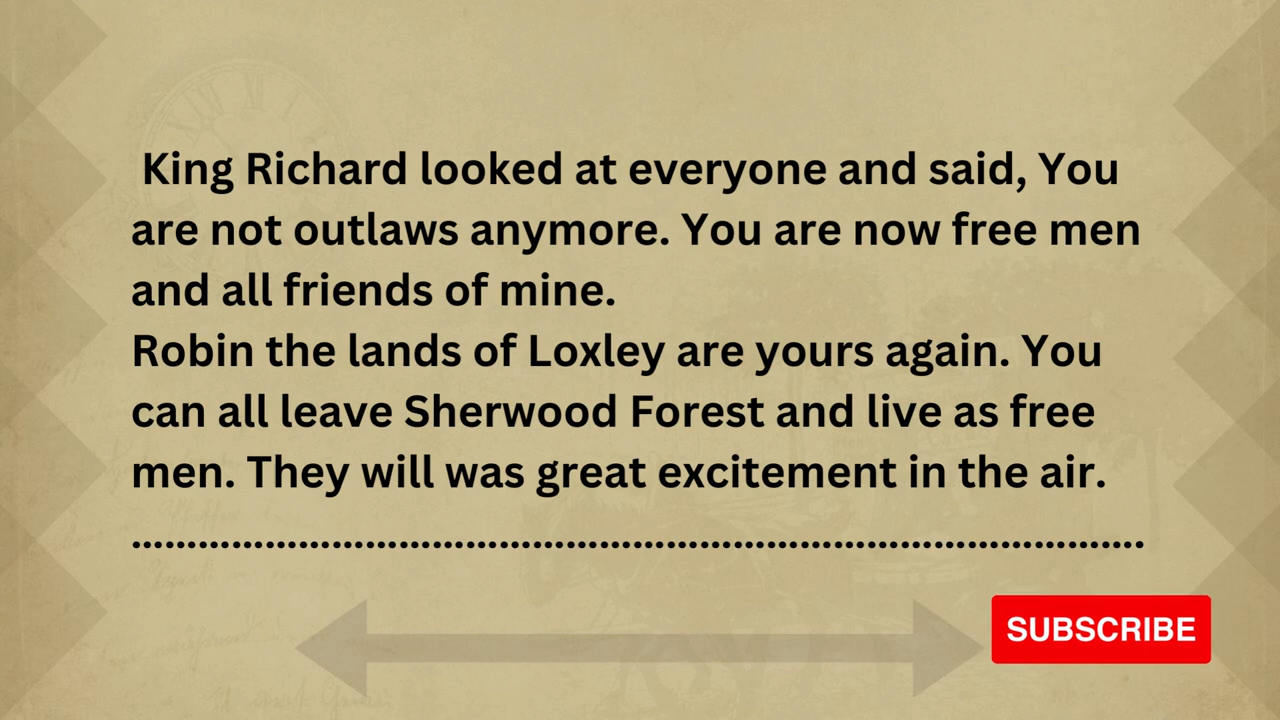 King Richard looked at everyone and said, You
are not outlaws anymore. You are now free men
and all friends of mine.
Robin the lands of Loxley are yours again. You
can all leave Sherwood Forest and live as free
men. They will was great excitement in the air.
................................................................................
SUBSCRIBE